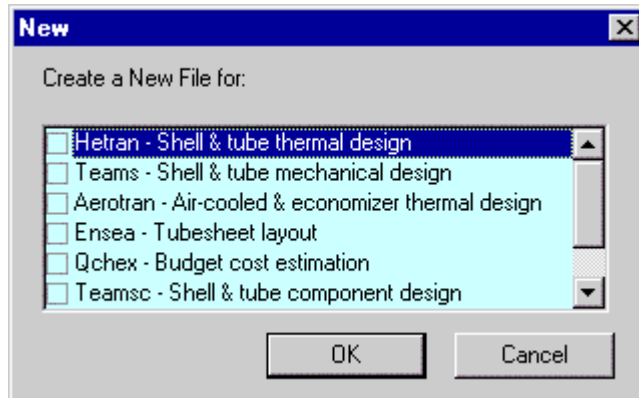 New
Create a New File for:
Hetran - Shell & tube thermal design
Teams - Shell & tube mechanical design
Aerotran - Air-cooled & economizer thermal design
Ensea - Tubesheet layout
Qchex - Budget cost estimation
Teamsc - Shell & tube component design
OK
Cancel